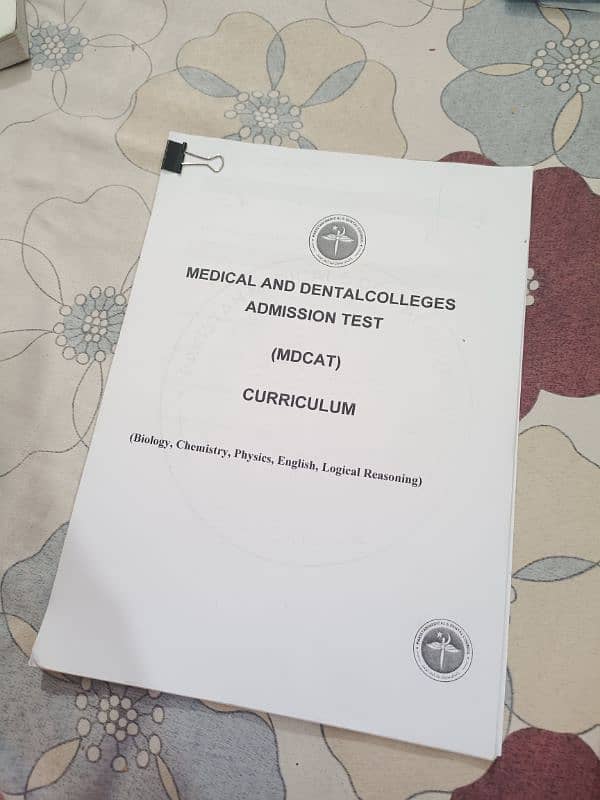 MEDICAL AND DENTALCOLLEGES
ADMISSION TEST
(MDCAT)
CURRICULUM
(Biology, Chemistry, Physics, English, Logical Reasoning)